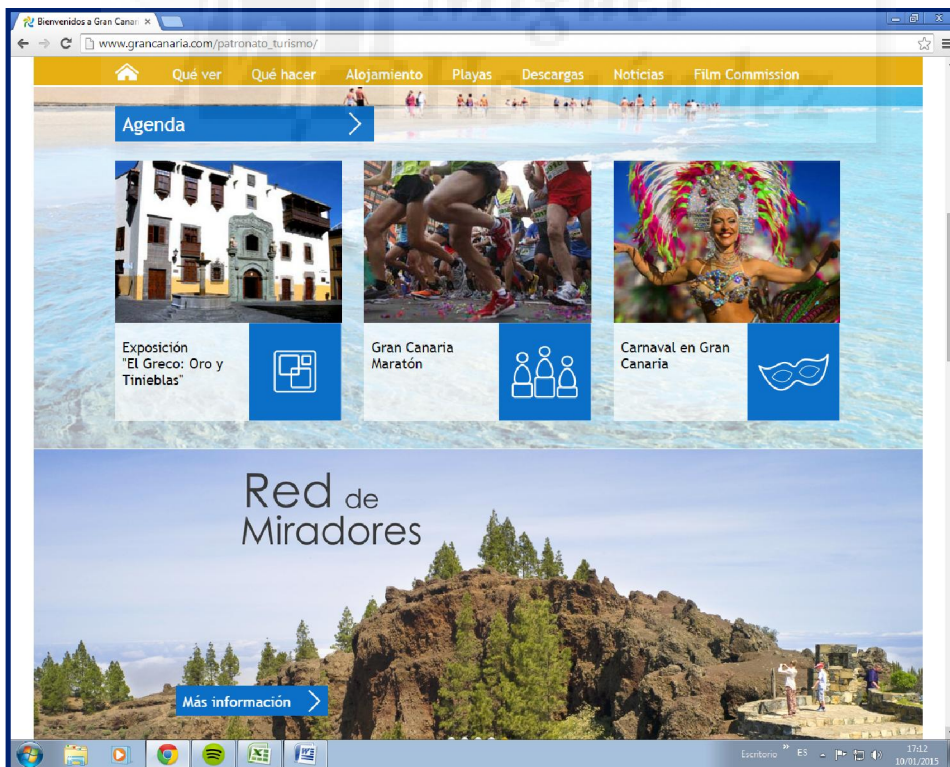 Bienvenidos a Gran Canari
www.grancanaria.com/patronato_turismo/
Qué ver Qué hacer Alojamiento Playas Descargas Noticias Film Commission
Agenda
Exposición
"El Greco: Oro y
Tinieblas"
Gran Canaria
Maratón
Carnaval en Gran
Canaria
Red de
Miradores
Más información
Escritorio ES 17:12
10/01/2015